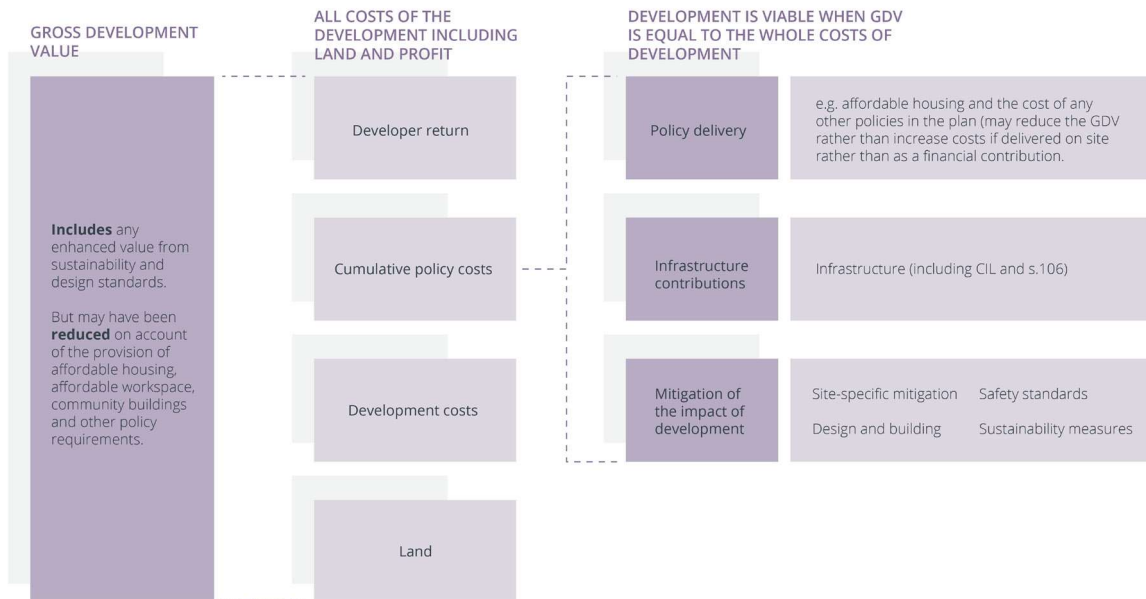 GROSS DEVELOPMENT
VALUE
Includes any
enhanced value from
sustainability and
design standards.
But may have been
reduced on account
of the provision of
affordable housing,
affordable workspace,
community buildings
and other policy
requirements.
ALL COSTS OF THE
DEVELOPMENT INCLUDING
LAND AND PROFIT
Developer return
Cumulative policy costs
Development costs
Land
DEVELOPMENT IS VIABLE WHEN GDV
IS EQUAL TO THE WHOLE COSTS OF
DEVELOPMENT
Policy delivery
e.g. affordable housing and the cost of any
other policies in the plan (may reduce the GDV
rather than increase costs if delivered on site
rather than as a financial contribution.
Infrastructure
contributions
Infrastructure (including CIL and s.106)
Mitigation of
the impact of
development
Site-specific mitigation
Safety standards
Design and building
Sustainability measures